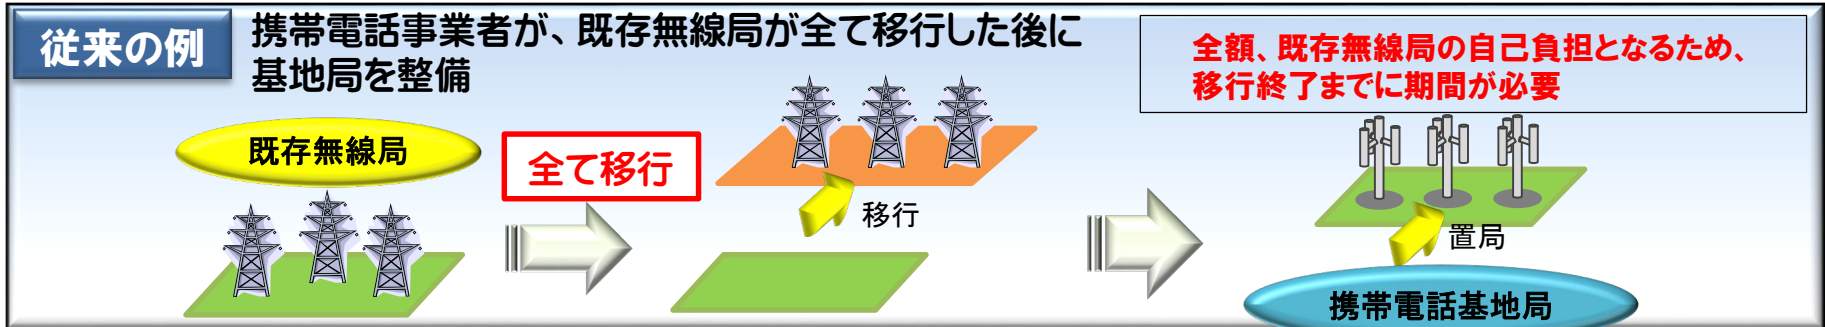 従来の例
携帯電話事業者が、既存無線局が全て移行した後に
基地局を整備
全額、既存無線局の自己負担となるため、
移行終了までに期間が必要
既存無線局
全て移行
移行
置局
携帯電話基地局